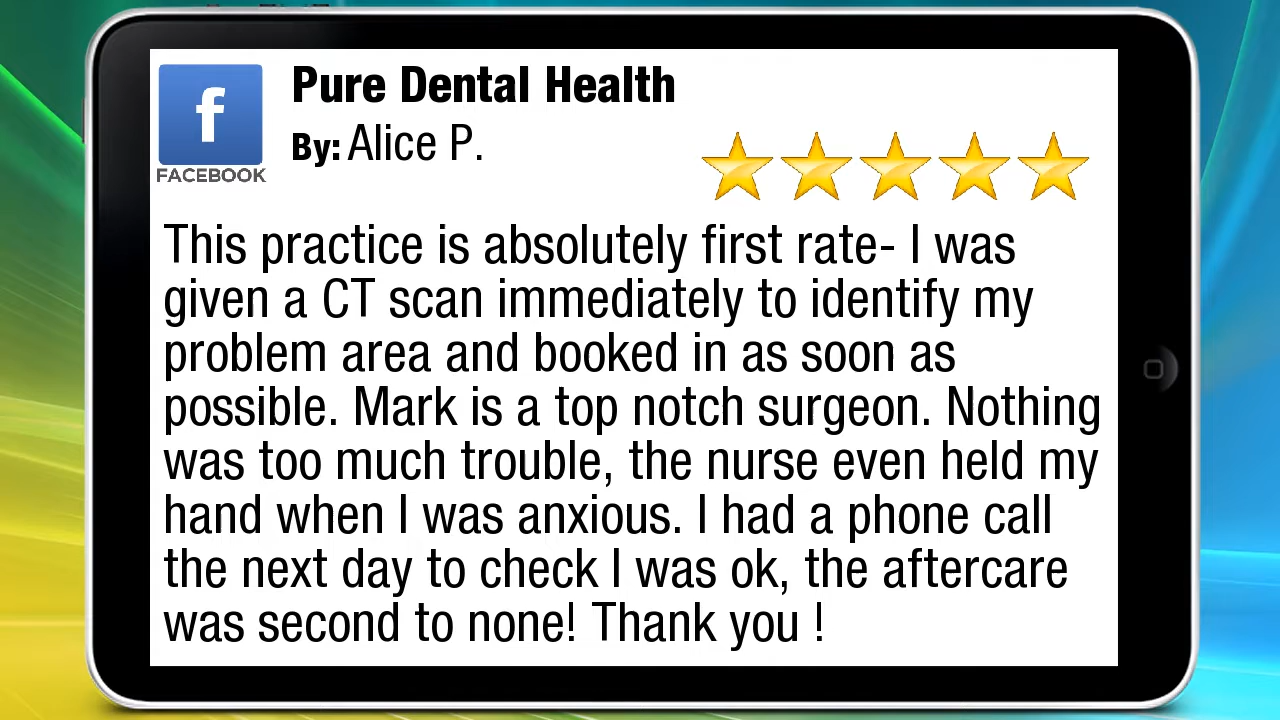 f
FACEBOOK
Pure Dental Health
By: Alice P.
This practice is absolutely first rate- I was
given a CT scan immediately to identify my
problem area and booked in as soon as
possible. Mark is a top notch surgeon. Nothing
was too much trouble, the nurse even held my
hand when I was anxious. I had a phone call
the next day to check I was ok, the aftercare
was second to none! Thank you !